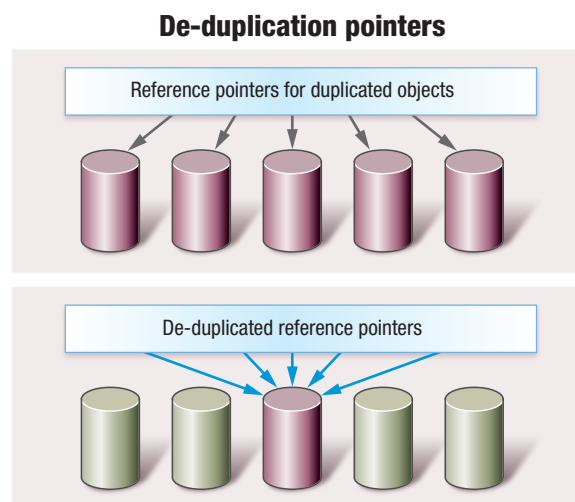 De-duplication pointers
Reference pointers for duplicated objects
De-duplicated reference pointers